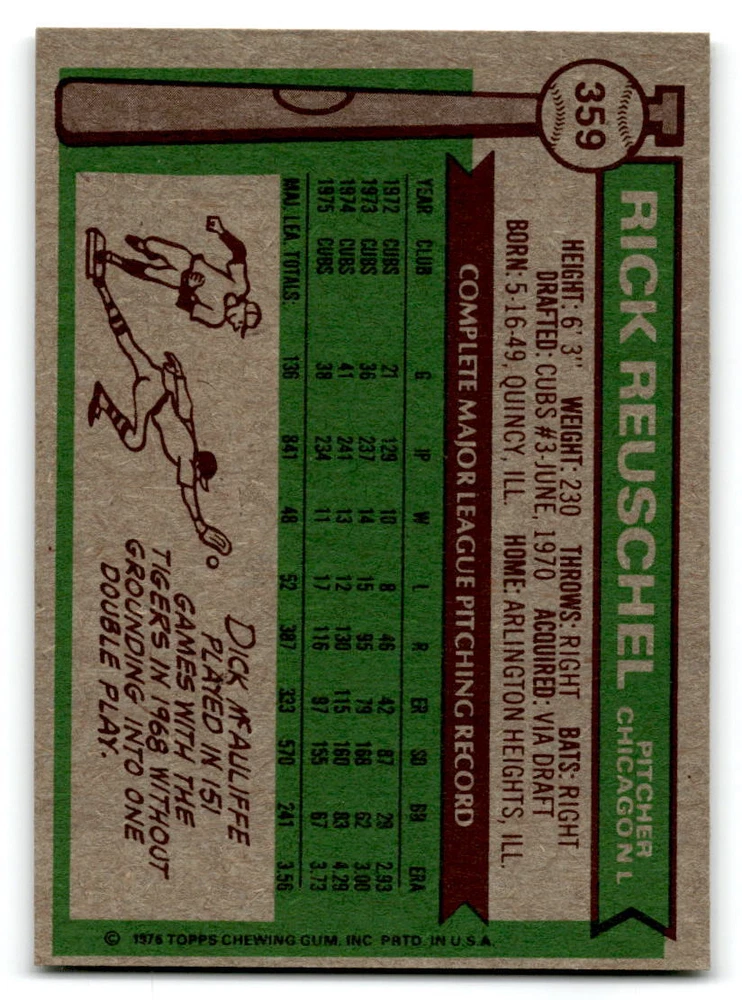 359
RICK REUSCHEL
PITCHER
CHICAGO N L
HEIGHT: 6' 3" WEIGHT: 230 THROWS: RIGHT BATS: RIGHT
DRAFTED: CUBS #3-JUNE, 1970 ACQUIRED: VIA DRAFT
BORN: 5-16-49, QUINCY, ILL. HOME: ARLINGTON HEIGHTS, ILL.
COMPLETE MAJOR LEAGUE PITCHING RECORD
YEAR CLUB G IP W L R ER SO BB ERA
1972 CUBS 21 129 10 8 46 42 87 29 2.93
1973 CUBS 36 237 14 15 95 79 168 62 3.00
1974 CUBS 41 241 13 12 130 115 160 83 4.29
1975 CUBS 38 234 11 17 116 97 155 67 3.73
MAJ. LEA. TOTALS: 136 841 48 52 387 333 570 241 3.56
DICK McAULIFFE
PLAYED IN 151
GAMES WITH THE
TIGERS IN 1968 WITHOUT
GROUNDING INTO ONE
DOUBLE PLAY.
© 1976 TOPPS CHEWING GUM, INC PRTD. IN U.S.A.